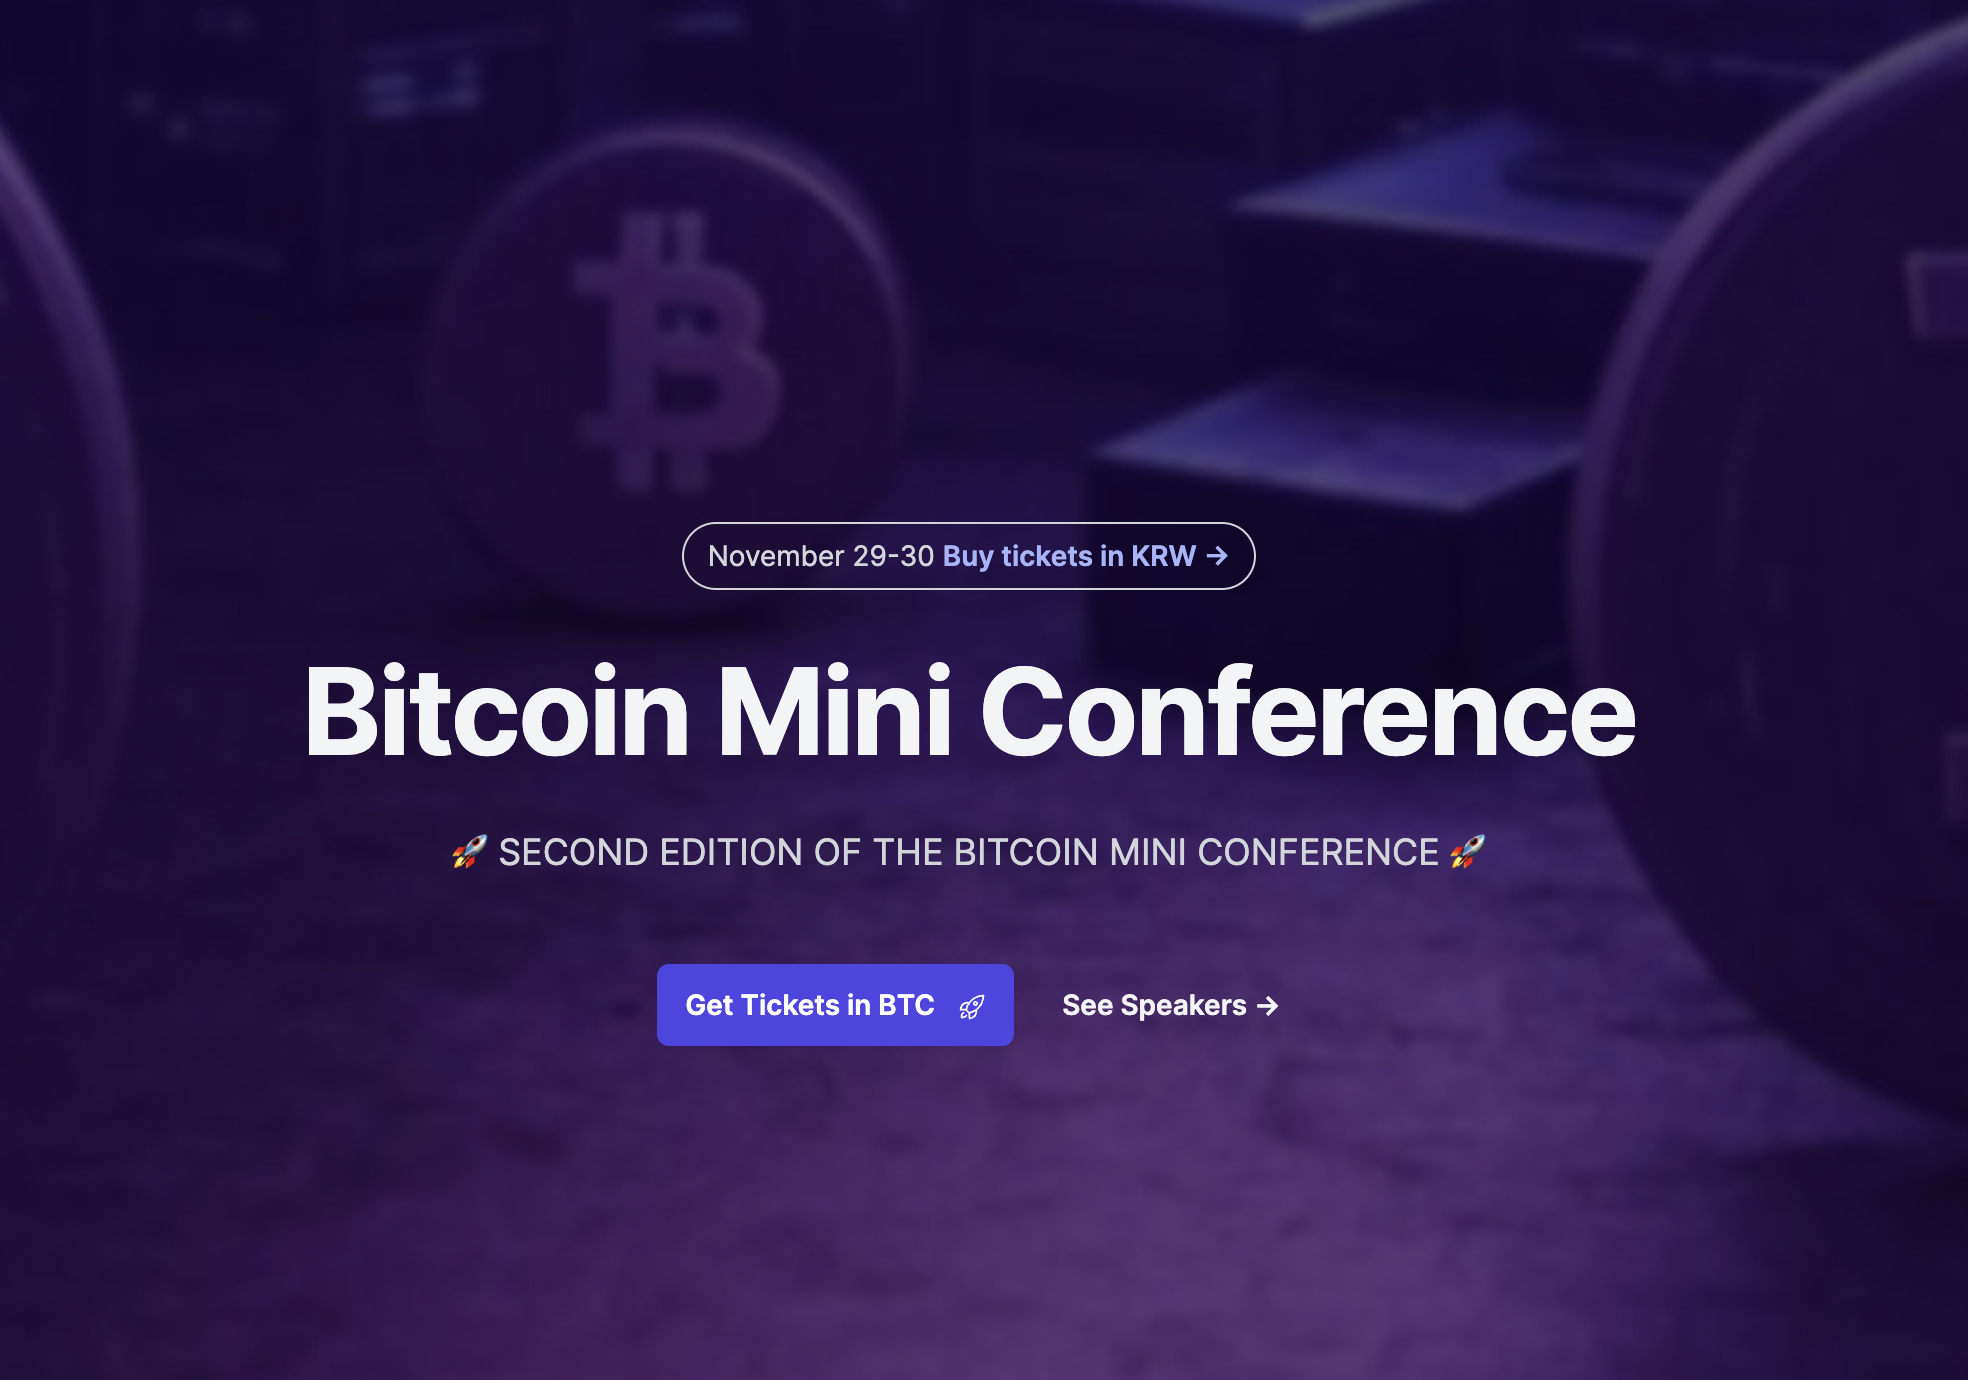 November 29-30 Buy tickets in KRW →
Bitcoin Mini Conference
🚀 SECOND EDITION OF THE BITCOIN MINI CONFERENCE 🚀
Get Tickets in BTC
See Speakers →